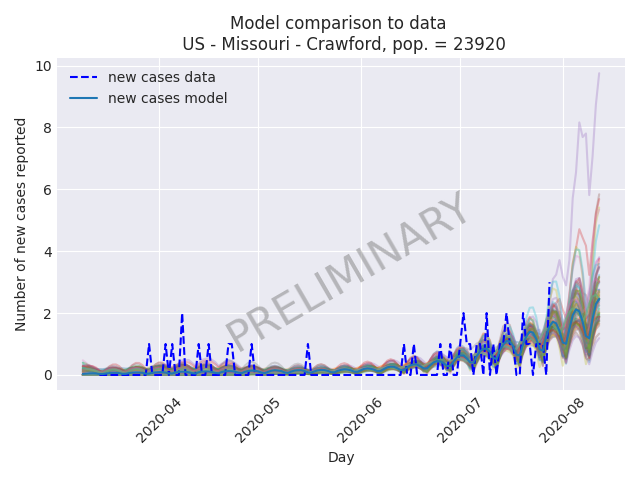 Model comparison to data
US - Missouri - Crawford, pop. = 23920
new cases data
new cases model
Number of new cases reported
10
8
6
4
2
0
PRELIMINARY
2020-04
2020-05
2020-06
2020-07
2020-08
Day